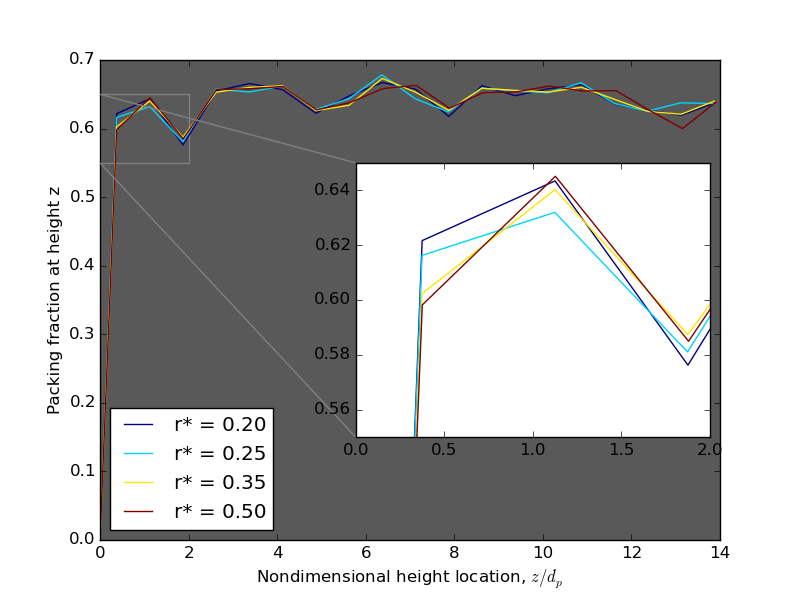 0.7
0.6
0.5
0.4
0.3
0.2
0.1
0.0
Packing fraction at height z
0.64
0.62
0.60
0.58
0.56
0.0 0.5 1.0 1.5 2.0
r* = 0.20
r* = 0.25
r* = 0.35
r* = 0.50
0 2 4 6 8 10 12 14
Nondimensional height location, z/d_p